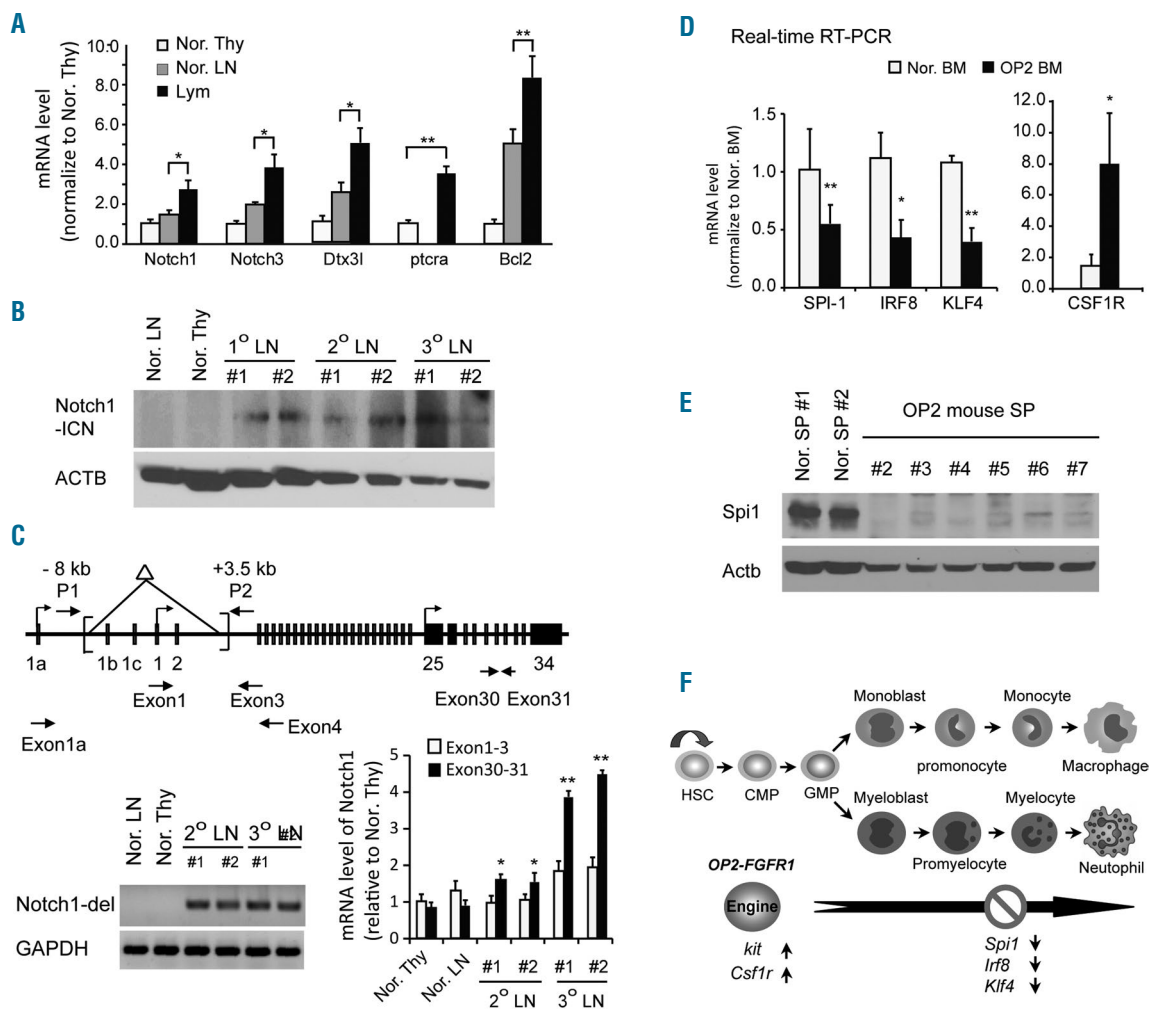 A
10.0
8.0
6.0
4.0
2.0
0.0
mRNA level
(normalize to Nor. Thy)
Nor. Thy
Nor. LN
Lym
*
*
*
**
**
Notch1 Notch3 Dtx3l ptcra Bcl2
B
Nor. LN
Nor. Thy
1° LN 2° LN 3° LN
#1 #2 #1 #2 #1 #2
Notch1
-ICN
ACTB
C
- 8 kb Δ +3.5 kb
P1 P2
1a 1b 1c 1 2 25 34
Exon1 Exon3 Exon30 Exon31
Exon1a Exon4
Nor. LN
Nor. Thy
2° LN 3° LN
#1 #2 #1 #2
Notch1-del
GAPDH
mRNA level of Notch1
(relative to Nor. Thy)
5
4
3
2
1
0
Exon1-3
Exon30-31
* * ** **
Nor. Thy
Nor. LN
#1 #2 #1 #2
2° LN 3° LN
D
Real-time RT-PCR
Nor. BM OP2 BM
mRNA level
(normalize to Nor. BM)
1.5
1.0
0.5
0.0
** * **
SPI-1 IRF8 KLF4
12.0
10.0
8.0
6.0
4.0
2.0
0.0
*
CSF1R
E
Nor. SP #1
Nor. SP #2
OP2 mouse SP
#2 #3 #4 #5 #6 #7
Spi1
Actb
F
Monoblast Monocyte
promonocyte Macrophage
HSC CMP GMP
Myeloblast Myelocyte
Promyelocyte Neutophil
OP2-FGFR1
Engine
kit
Csf1r
Spi1
Irf8
Klf4